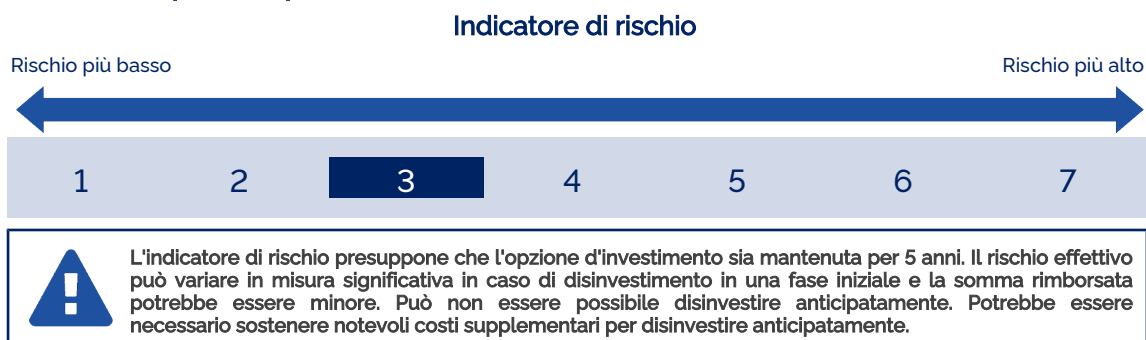 Indicatore di rischio
Rischio più basso
Rischio più alto
1 2 3 4 5 6 7
L'indicatore di rischio presuppone che l'opzione d'investimento sia mantenuta per 5 anni. Il rischio effettivo
può variare in misura significativa in caso di disinvestimento in una fase iniziale e la somma rimborsata
potrebbe essere minore. Può non essere possibile disinvestire anticipatamente. Potrebbe essere
necessario sostenere notevoli costi supplementari per disinvestire anticipatamente.